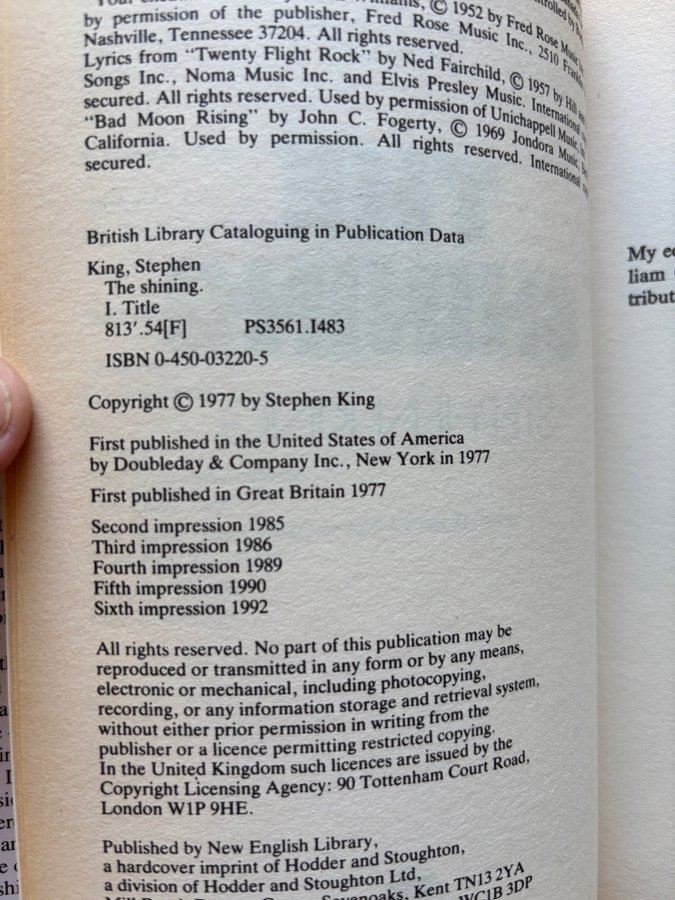 by permission of the publisher, Fred Rose Music Inc., 2510
Nashville, Tennessee 37204. All rights reserved.
Lyrics from “Twenty Flight Rock” by Ned Fairchild, © 1957 by Hill and
Songs Inc., Noma Music Inc. and Elvis Presley Music. International
secured. All rights reserved. Used by permission of Unichappell Music,
“Bad Moon Rising” by John C. Fogerty, © 1969 Jondora Music,
California. Used by permission. All rights reserved. International
secured.
British Library Cataloguing in Publication Data
King, Stephen
The shining.
I. Title
813′.54[F] PS3561.I483
ISBN 0-450-03220-5
Copyright © 1977 by Stephen King
First published in the United States of America
by Doubleday & Company Inc., New York in 1977
First published in Great Britain 1977
Second impression 1985
Third impression 1986
Fourth impression 1989
Fifth impression 1990
Sixth impression 1992
All rights reserved. No part of this publication may be
reproduced or transmitted in any form or by any means,
electronic or mechanical, including photocopying,
recording, or any information storage and retrieval system,
without either prior permission in writing from the
publisher or a licence permitting restricted copying.
In the United Kingdom such licences are issued by the
Copyright Licensing Agency: 90 Tottenham Court Road,
London W1P 9HE.
Published by New English Library,
a hardcover imprint of Hodder and Stoughton,
a division of Hodder and Stoughton Ltd,
Sevenoaks, Kent TN13 2YA
WC1B 3DP
My
liam